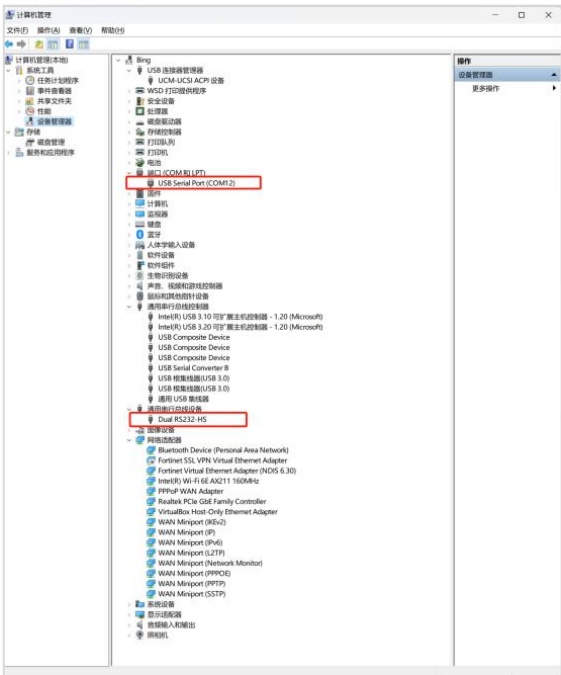 计算机管理
文件(F) 操作(A) 查看(V) 帮助(H)
计算机管理(本地)
系统工具
任务计划程序
事件查看器
共享文件夹
性能
设备管理器
存储
磁盘管理
服务和应用程序
Bing
USB 连接器管理器
UCM-UCSI ACPI 设备
WSD 打印提供程序
安全设备
处理器
磁盘驱动器
存储控制器
打印队列
打印机
电池
端口 (COM 和 LPT)
USB Serial Port (COM12)
固件
计算机
监视器
键盘
蓝牙
人体学输入设备
软件设备
软件组件
生物识别设备
声音、视频和游戏控制器
鼠标和其他指针设备
通用串行总线控制器
Intel(R) USB 3.10 可扩展主机控制器 - 1.20 (Microsoft)
Intel(R) USB 3.20 可扩展主机控制器 - 1.20 (Microsoft)
USB Composite Device
USB Composite Device
USB Composite Device
USB Serial Converter B
USB 根集线器(USB 3.0)
USB 根集线器(USB 3.0)
通用 USB 集线器
通用串行总线设备
Dual RS232-HS
图像设备
网络适配器
Bluetooth Device (Personal Area Network)
Fortinet SSL VPN Virtual Ethernet Adapter
Fortinet Virtual Ethernet Adapter (NDIS 6.30)
Intel(R) Wi-Fi 6E AX211 160MHz
PPPoP WAN Adapter
Realtek PCIe GbE Family Controller
VirtualBox Host-Only Ethernet Adapter
WAN Miniport (IKEv2)
WAN Miniport (IP)
WAN Miniport (IPv6)
WAN Miniport (L2TP)
WAN Miniport (Network Monitor)
WAN Miniport (PPPOE)
WAN Miniport (PPTP)
WAN Miniport (SSTP)
系统设备
显示适配器
音频输入和输出
照相机
操作
设备管理器
更多操作